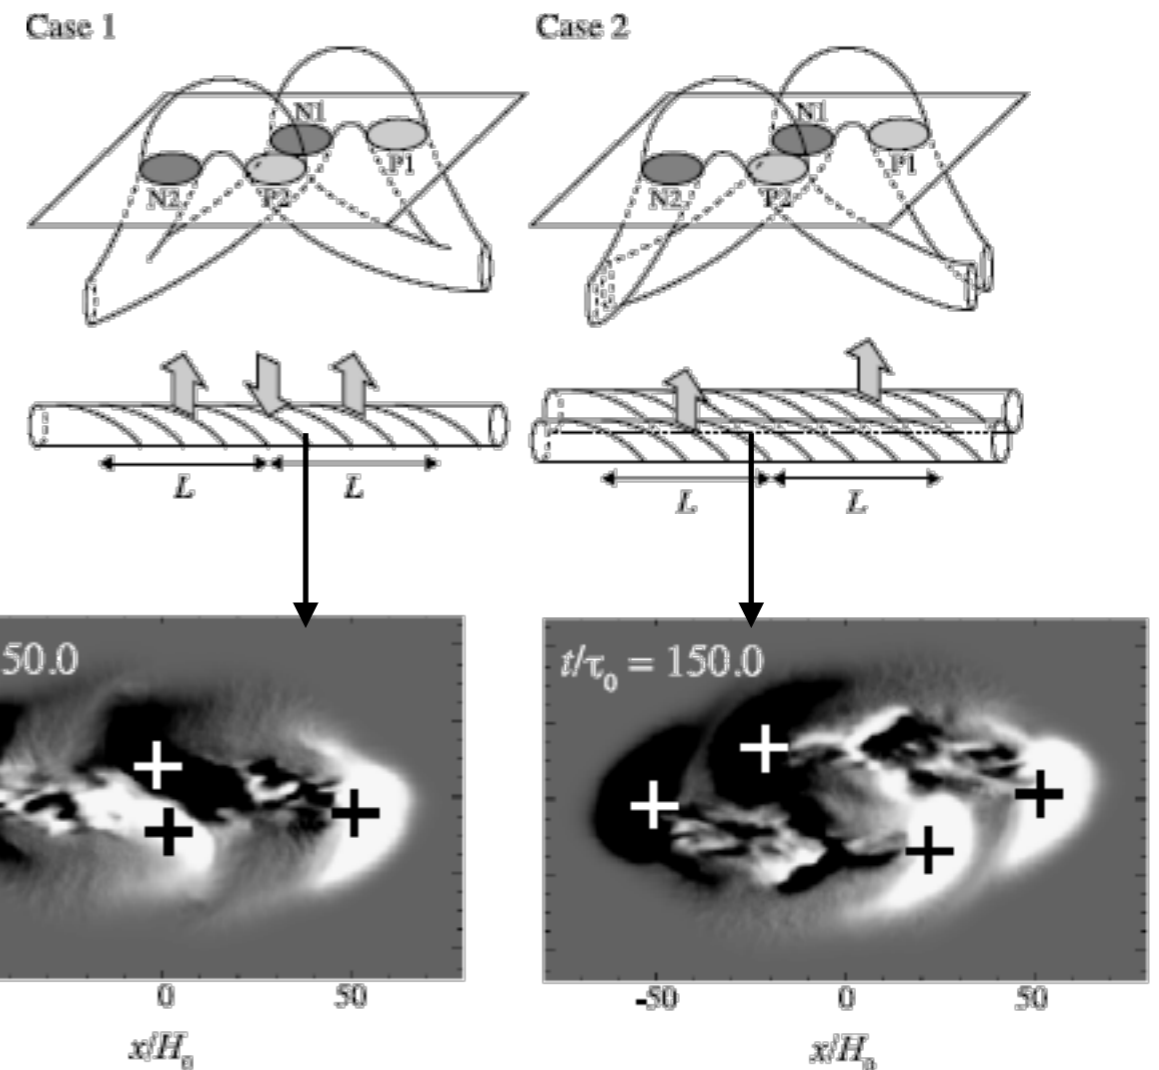 Case 1
Case 2
N1
P1
N2
P2
N1
P1
N2
P2
L
L
L
L
50.0
t/τ₀ = 150.0
0
50
-50
0
50
x/H₀
x/H₀